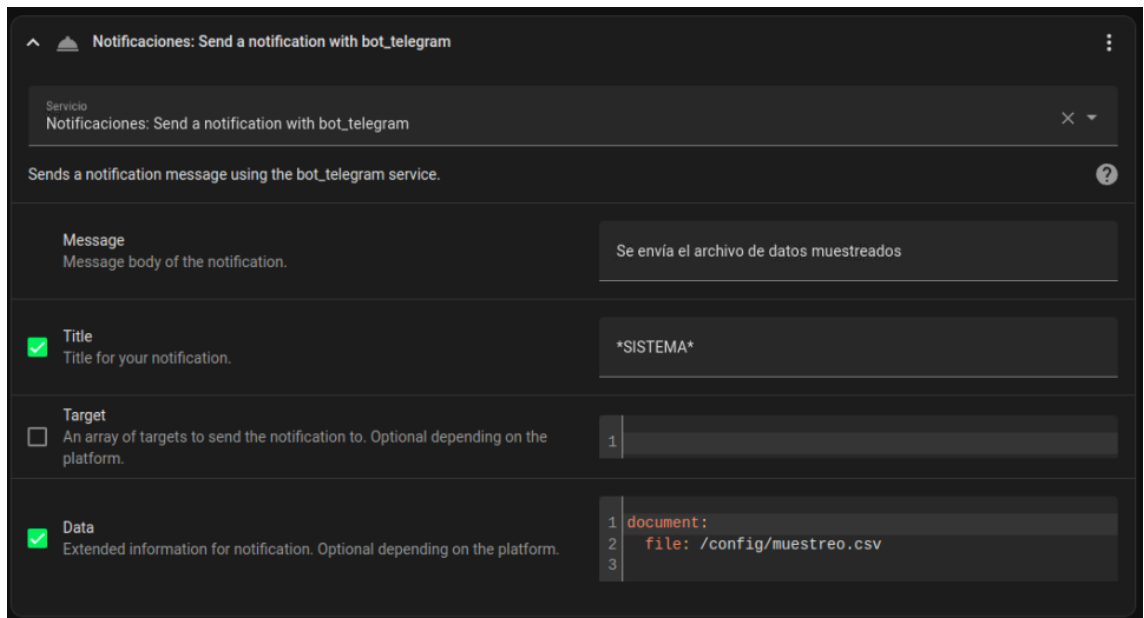 Notificaciones: Send a notification with bot_telegram
Servicio
Notificaciones: Send a notification with bot_telegram
Sends a notification message using the bot_telegram service.
Message
Message body of the notification.
Se envía el archivo de datos muestreados
Title
Title for your notification.
*SISTEMA*
Target
An array of targets to send the notification to. Optional depending on the
platform.
1
Data
Extended information for notification. Optional depending on the platform.
1 document:
2   file: /config/muestreo.csv
3